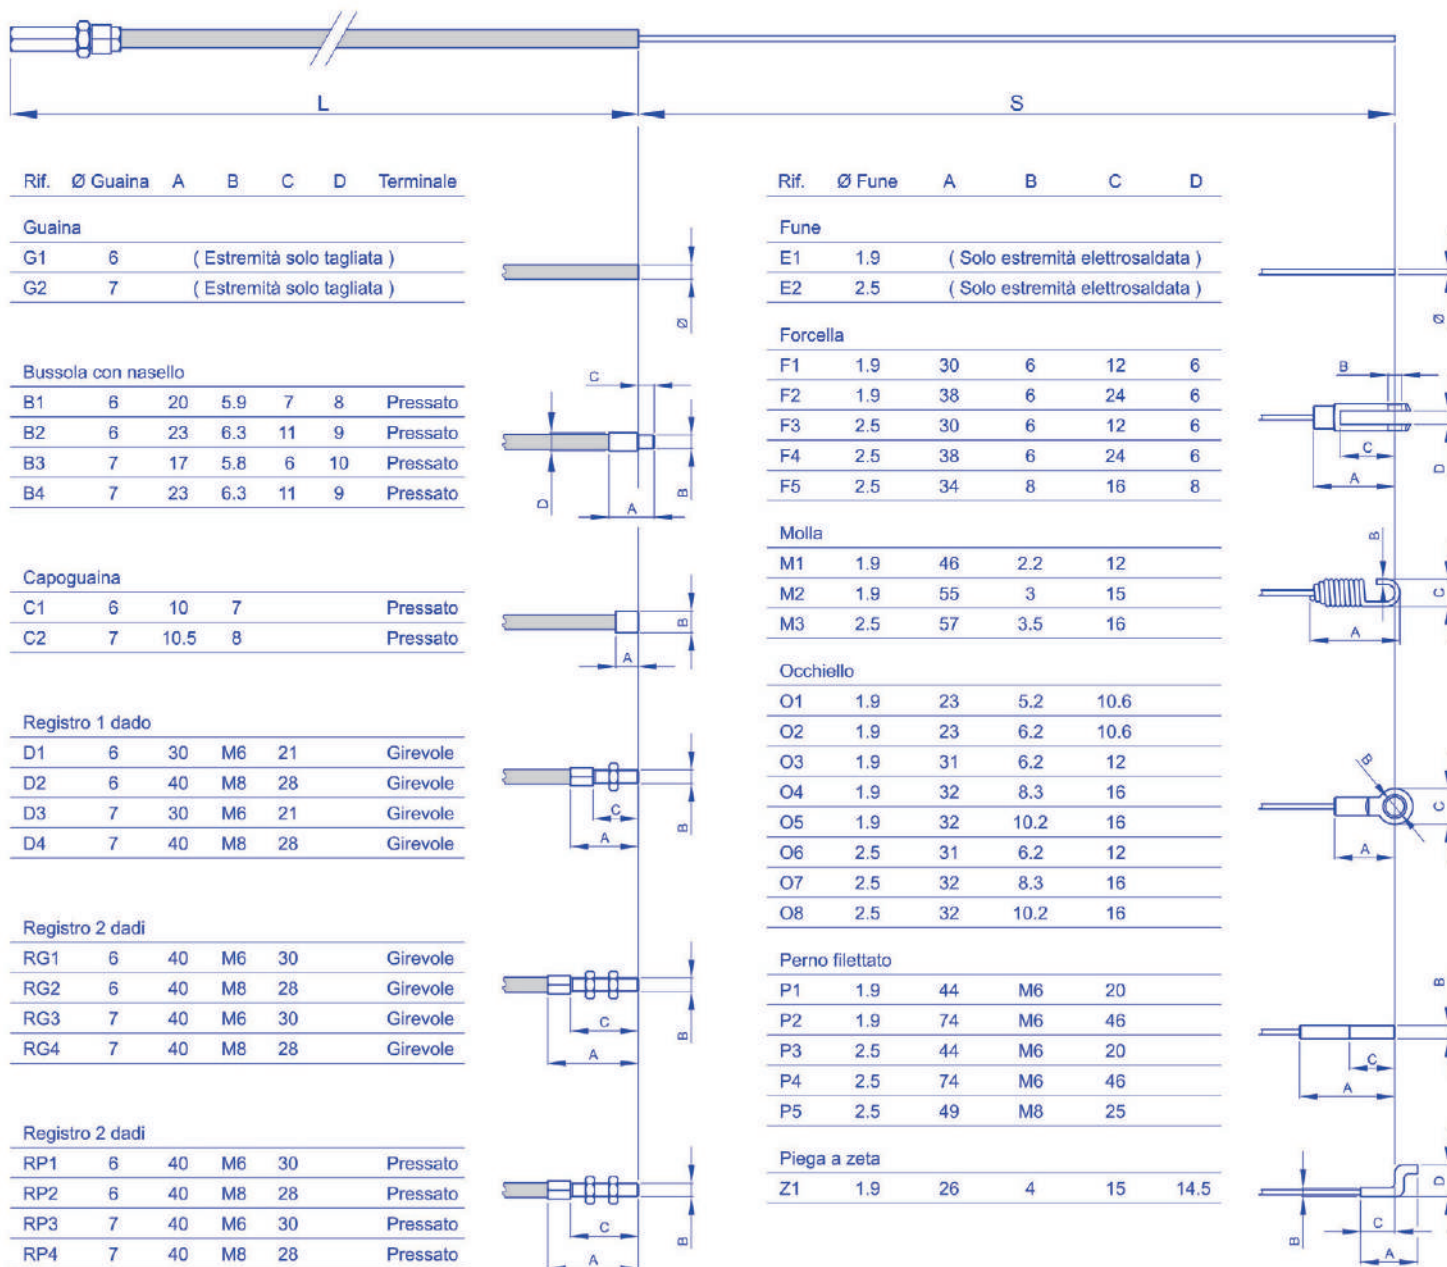 L
S
Rif. Ø Guaina A B C D Terminale
Guaina
G1 6 ( Estremità solo tagliata )
G2 7 ( Estremità solo tagliata )
Ø
Bussola con nasello
B1 6 20 5.9 7 8 Pressato
B2 6 23 6.3 11 9 Pressato
B3 7 17 5.8 6 10 Pressato
B4 7 23 6.3 11 9 Pressato
C
D
A
B
Capoguaina
C1 6 10 7 Pressato
C2 7 10.5 8 Pressato
B
A
Registro 1 dado
D1 6 30 M6 21 Girevole
D2 6 40 M8 28 Girevole
D3 7 30 M6 21 Girevole
D4 7 40 M8 28 Girevole
C
A
B
Registro 2 dadi
RG1 6 40 M6 30 Girevole
RG2 6 40 M8 28 Girevole
RG3 7 40 M6 30 Girevole
RG4 7 40 M8 28 Girevole
C
A
B
Registro 2 dadi
RP1 6 40 M6 30 Pressato
RP2 6 40 M8 28 Pressato
RP3 7 40 M6 30 Pressato
RP4 7 40 M8 28 Pressato
C
A
B
Rif. Ø Fune A B C D
Fune
E1 1.9 ( Solo estremità elettrosaldata )
E2 2.5 ( Solo estremità elettrosaldata )
Ø
Forcella
F1 1.9 30 6 12 6
F2 1.9 38 6 24 6
F3 2.5 30 6 12 6
F4 2.5 38 6 24 6
F5 2.5 34 8 16 8
B
C
A
D
Molla
M1 1.9 46 2.2 12
M2 1.9 55 3 15
M3 2.5 57 3.5 16
B
C
A
Occhiello
O1 1.9 23 5.2 10.6
O2 1.9 23 6.2 10.6
O3 1.9 31 6.2 12
O4 1.9 32 8.3 16
O5 1.9 32 10.2 16
O6 2.5 31 6.2 12
O7 2.5 32 8.3 16
O8 2.5 32 10.2 16
B
C
A
Perno filettato
P1 1.9 44 M6 20
P2 1.9 74 M6 46
P3 2.5 44 M6 20
P4 2.5 74 M6 46
P5 2.5 49 M8 25
B
C
A
Piega a zeta
Z1 1.9 26 4 15 14.5
D
B
C
A